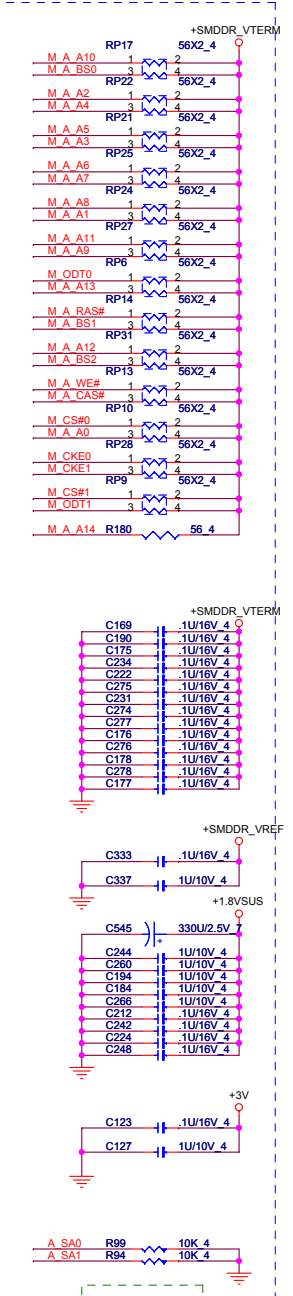 +SMDDR_VTERM
RP17 56X2_4
M_A_A10 1 2
M_A_BS0 3 4
RP22 56X2_4
M_A_A2 1 2
M_A_A4 3 4
RP21 56X2_4
M_A_A5 1 2
M_A_A3 3 4
RP25 56X2_4
M_A_A6 1 2
M_A_A7 3 4
RP24 56X2_4
M_A_A8 1 2
M_A_A1 3 4
RP27 56X2_4
M_A_A11 1 2
M_A_A9 3 4
RP6 56X2_4
M_ODT0 1 2
M_A_A13 3 4
RP14 56X2_4
M_A_RAS# 1 2
M_A_BS1 3 4
RP31 56X2_4
M_A_A12 1 2
M_A_BS2 3 4
RP13 56X2_4
M_A_WE# 1 2
M_A_CAS# 3 4
RP10 56X2_4
M_CS#0 1 2
M_A_A0 3 4
RP28 56X2_4
M_CKE0 1 2
M_CKE1 3 4
RP9 56X2_4
M_CS#1 1 2
M_ODT1 3 4
M_A_A14 R180 56_4
+SMDDR_VTERM
C169 .1U/16V_4
C190 .1U/16V_4
C175 .1U/16V_4
C234 .1U/16V_4
C222 .1U/16V_4
C275 .1U/16V_4
C231 .1U/16V_4
C274 .1U/16V_4
C277 .1U/16V_4
C176 .1U/16V_4
C276 .1U/16V_4
C178 .1U/16V_4
C278 .1U/16V_4
C177 .1U/16V_4
+SMDDR_VREF
C333 .1U/16V_4
C337 1U/10V_4
+1.8VSUS
C545 + 330U/2.5V_7
C244 1U/10V_4
C260 1U/10V_4
C194 1U/10V_4
C184 1U/10V_4
C266 1U/10V_4
C212 .1U/16V_4
C242 .1U/16V_4
C224 .1U/16V_4
C248 .1U/16V_4
+3V
C123 .1U/16V_4
C127 1U/10V_4
A_SA0 R99 10K_4
A_SA1 R94 10K_4